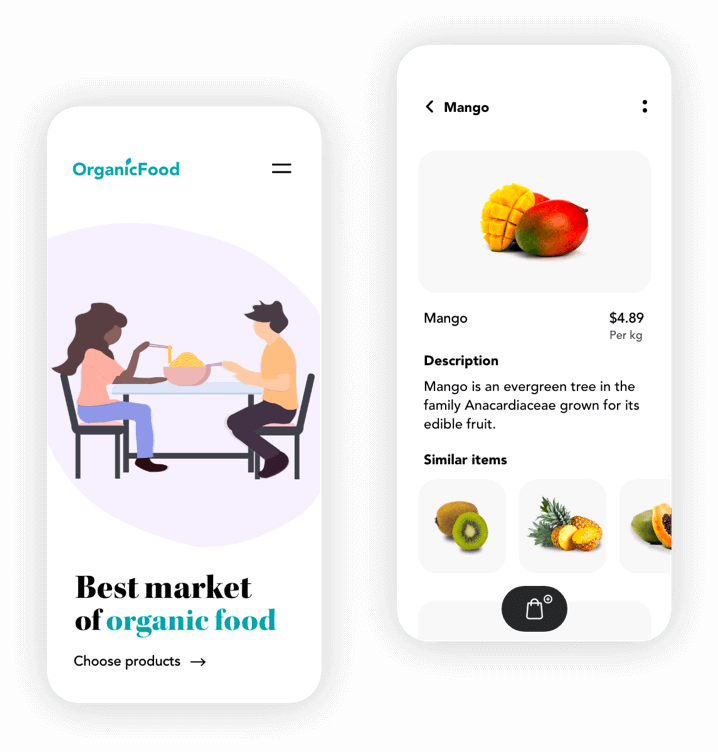 OrganicFood
Best market
of organic food
Choose products
Mango
Mango
$4.89
Per kg
Description
Mango is an evergreen tree in the
family Anacardiaceae grown for its
edible fruit.
Similar items